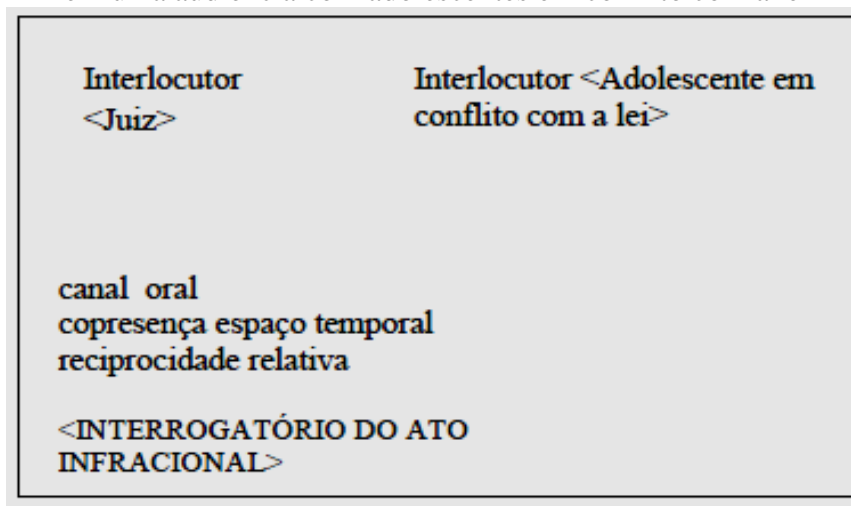 Interlocutor
<Juiz>
Interlocutor <Adolescente em
conflito com a lei>
canal oral
copresença espaço temporal
reciprocidade relativa
<INTERROGATÓRIO DO ATO
INFRACIONAL>